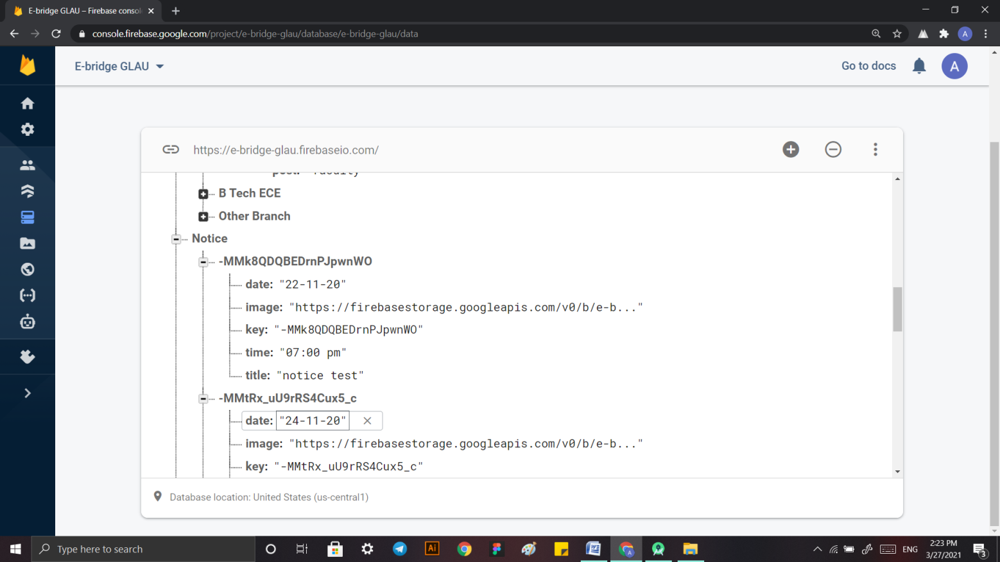 E-bridge GLAU – Firebase consol
console.firebase.google.com/project/e-bridge-glau/database/e-bridge-glau/data
A
E-bridge GLAU
Go to docs
A
https://e-bridge-glau.firebaseio.com/
post: "faculty"
B Tech ECE
Other Branch
Notice
-MMk8QDQBEDrnPJpwnWO
date: "22-11-20"
image: "https://firebasestorage.googleapis.com/v0/b/e-b..."
key: "-MMk8QDQBEDrnPJpwnWO"
time: "07:00 pm"
title: "notice test"
-MMtRx_uU9rRS4Cux5_c
date: "24-11-20"
image: "https://firebasestorage.googleapis.com/v0/b/e-b..."
key: "-MMtRx_uU9rRS4Cux5_c"
Database location: United States (us-central1)
Type here to search
Ai
W
A
ENG
2:23 PM
3/27/2021
3